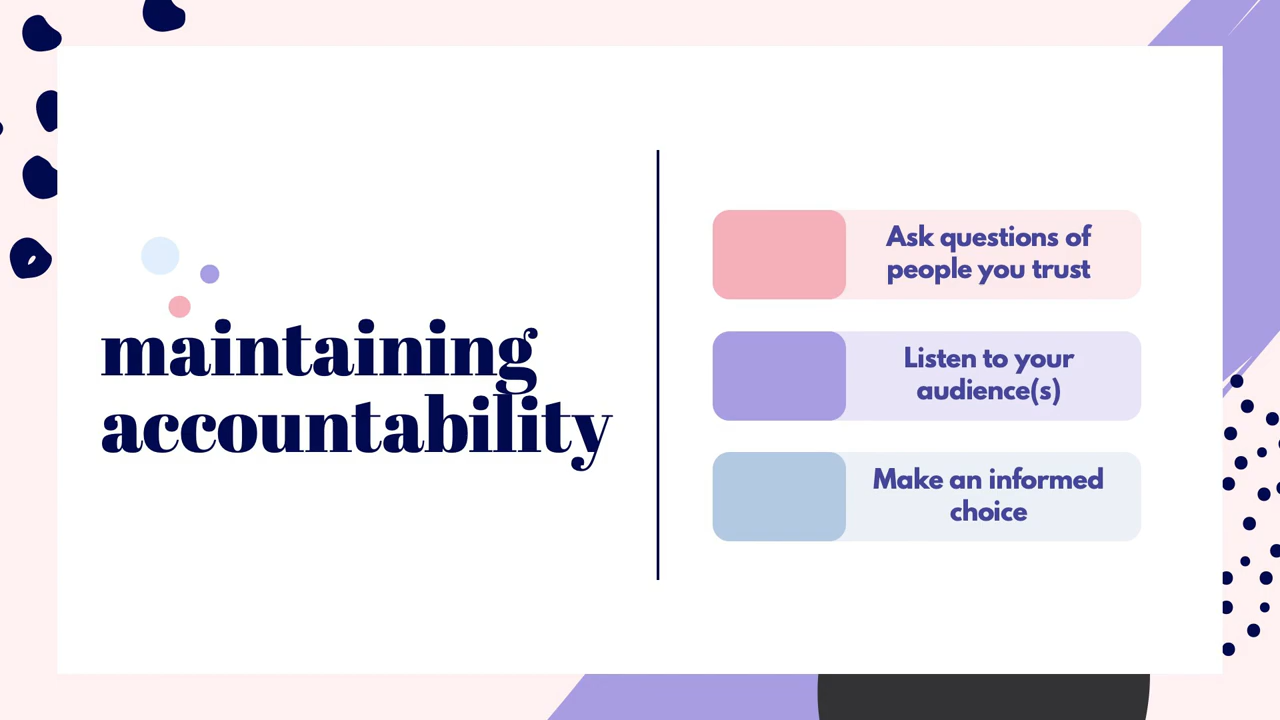 maintaining
accountability
Ask questions of
people you trust
Listen to your
audience(s)
Make an informed
choice